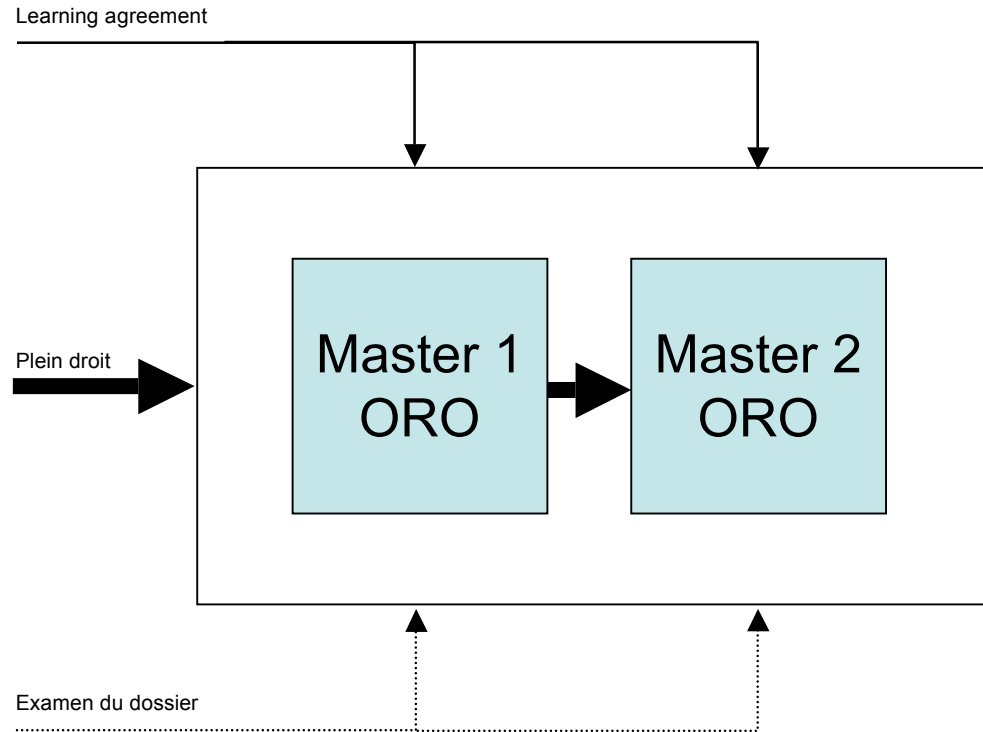 Learning agreement
Plein droit
Master 1
ORO
Master 2
ORO
Examen du dossier